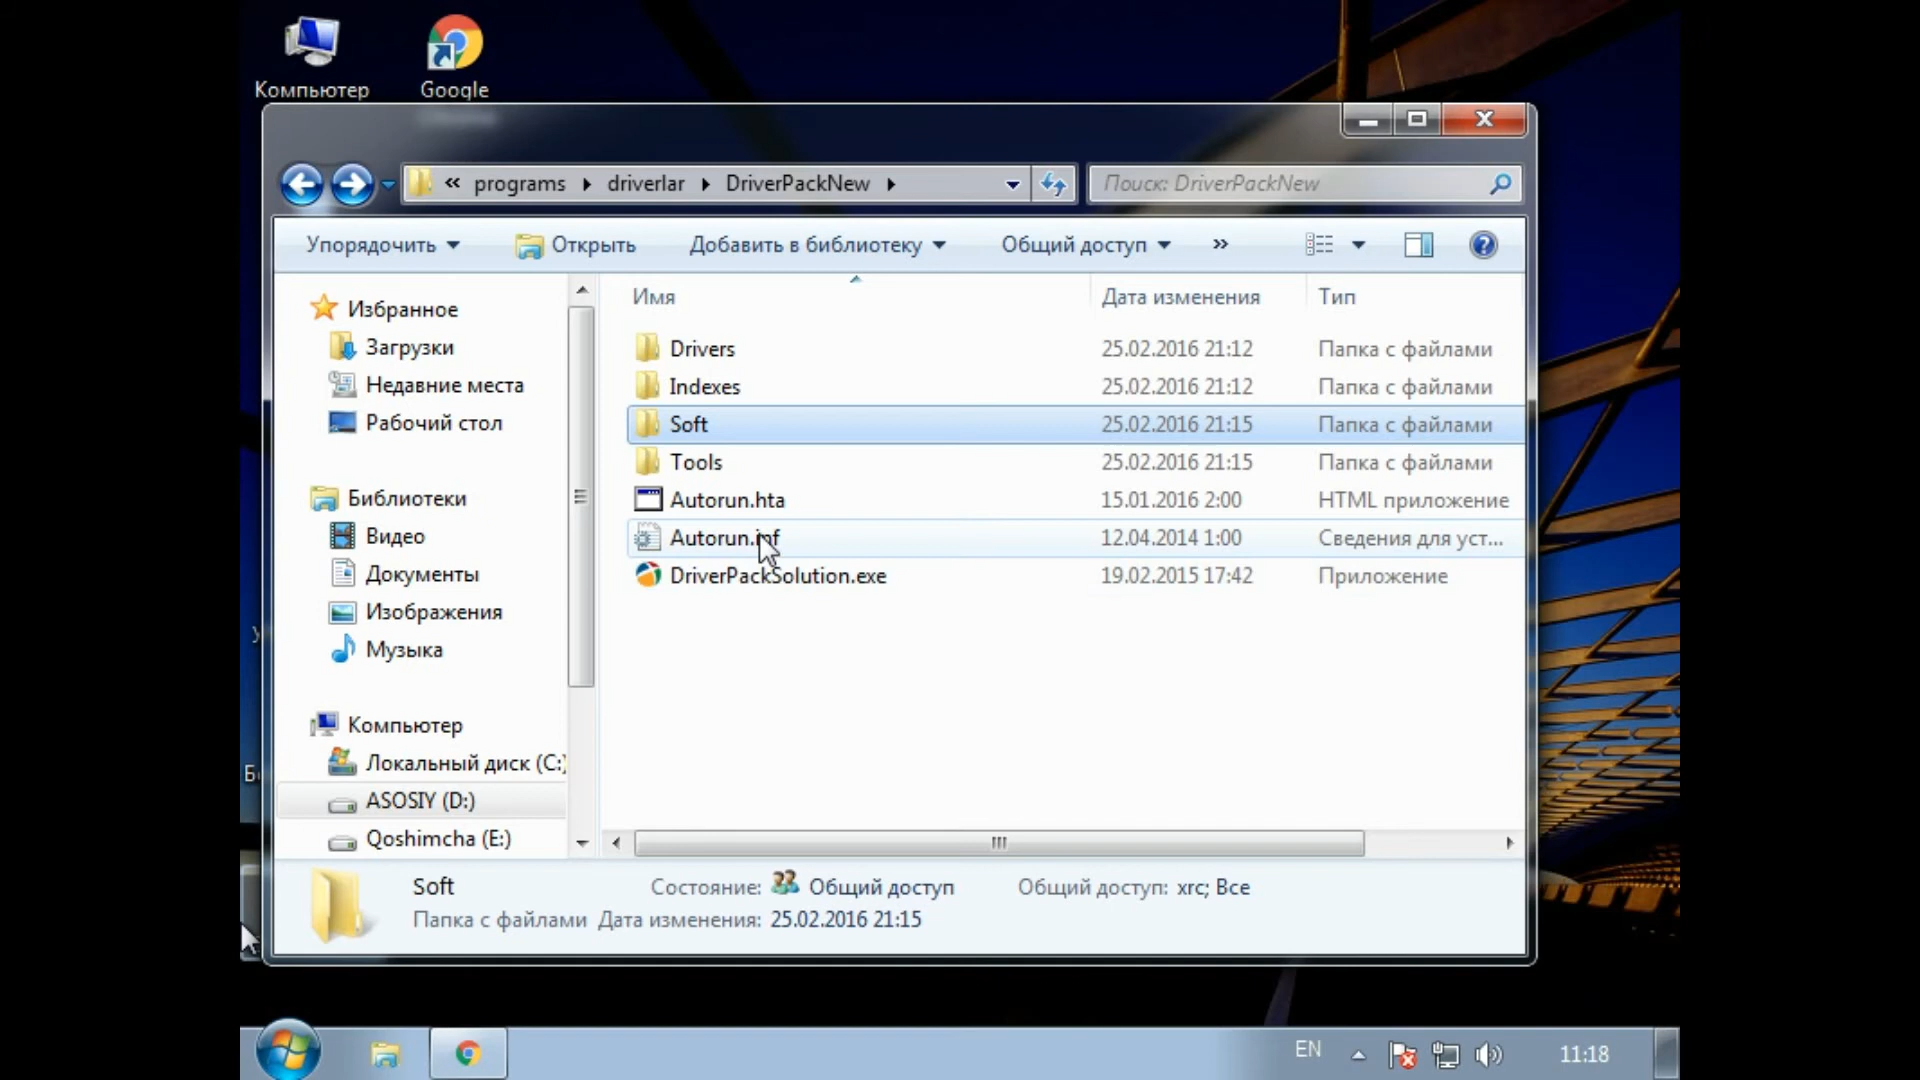 Компьютер
Google
« programs ▸ driverlar ▸ DriverPackNew ▸
Поиск: DriverPackNew
Упорядочить Открыть Добавить в библиотеку Общий доступ »
Имя Дата изменения Тип
Избранное
Загрузки
Недавние места
Рабочий стол
Библиотеки
Видео
Документы
Изображения
Музыка
Компьютер
Локальный диск (C:)
ASOSIY (D:)
Qoshimcha (E:)
Drivers 25.02.2016 21:12 Папка с файлами
Indexes 25.02.2016 21:12 Папка с файлами
Soft 25.02.2016 21:15 Папка с файлами
Tools 25.02.2016 21:15 Папка с файлами
Autorun.hta 15.01.2016 2:00 HTML приложение
Autorun.inf 12.04.2014 1:00 Сведения для уст...
DriverPackSolution.exe 19.02.2015 17:42 Приложение
Soft Состояние: Общий доступ Общий доступ: xrc; Все
Папка с файлами Дата изменения: 25.02.2016 21:15
EN 11:18